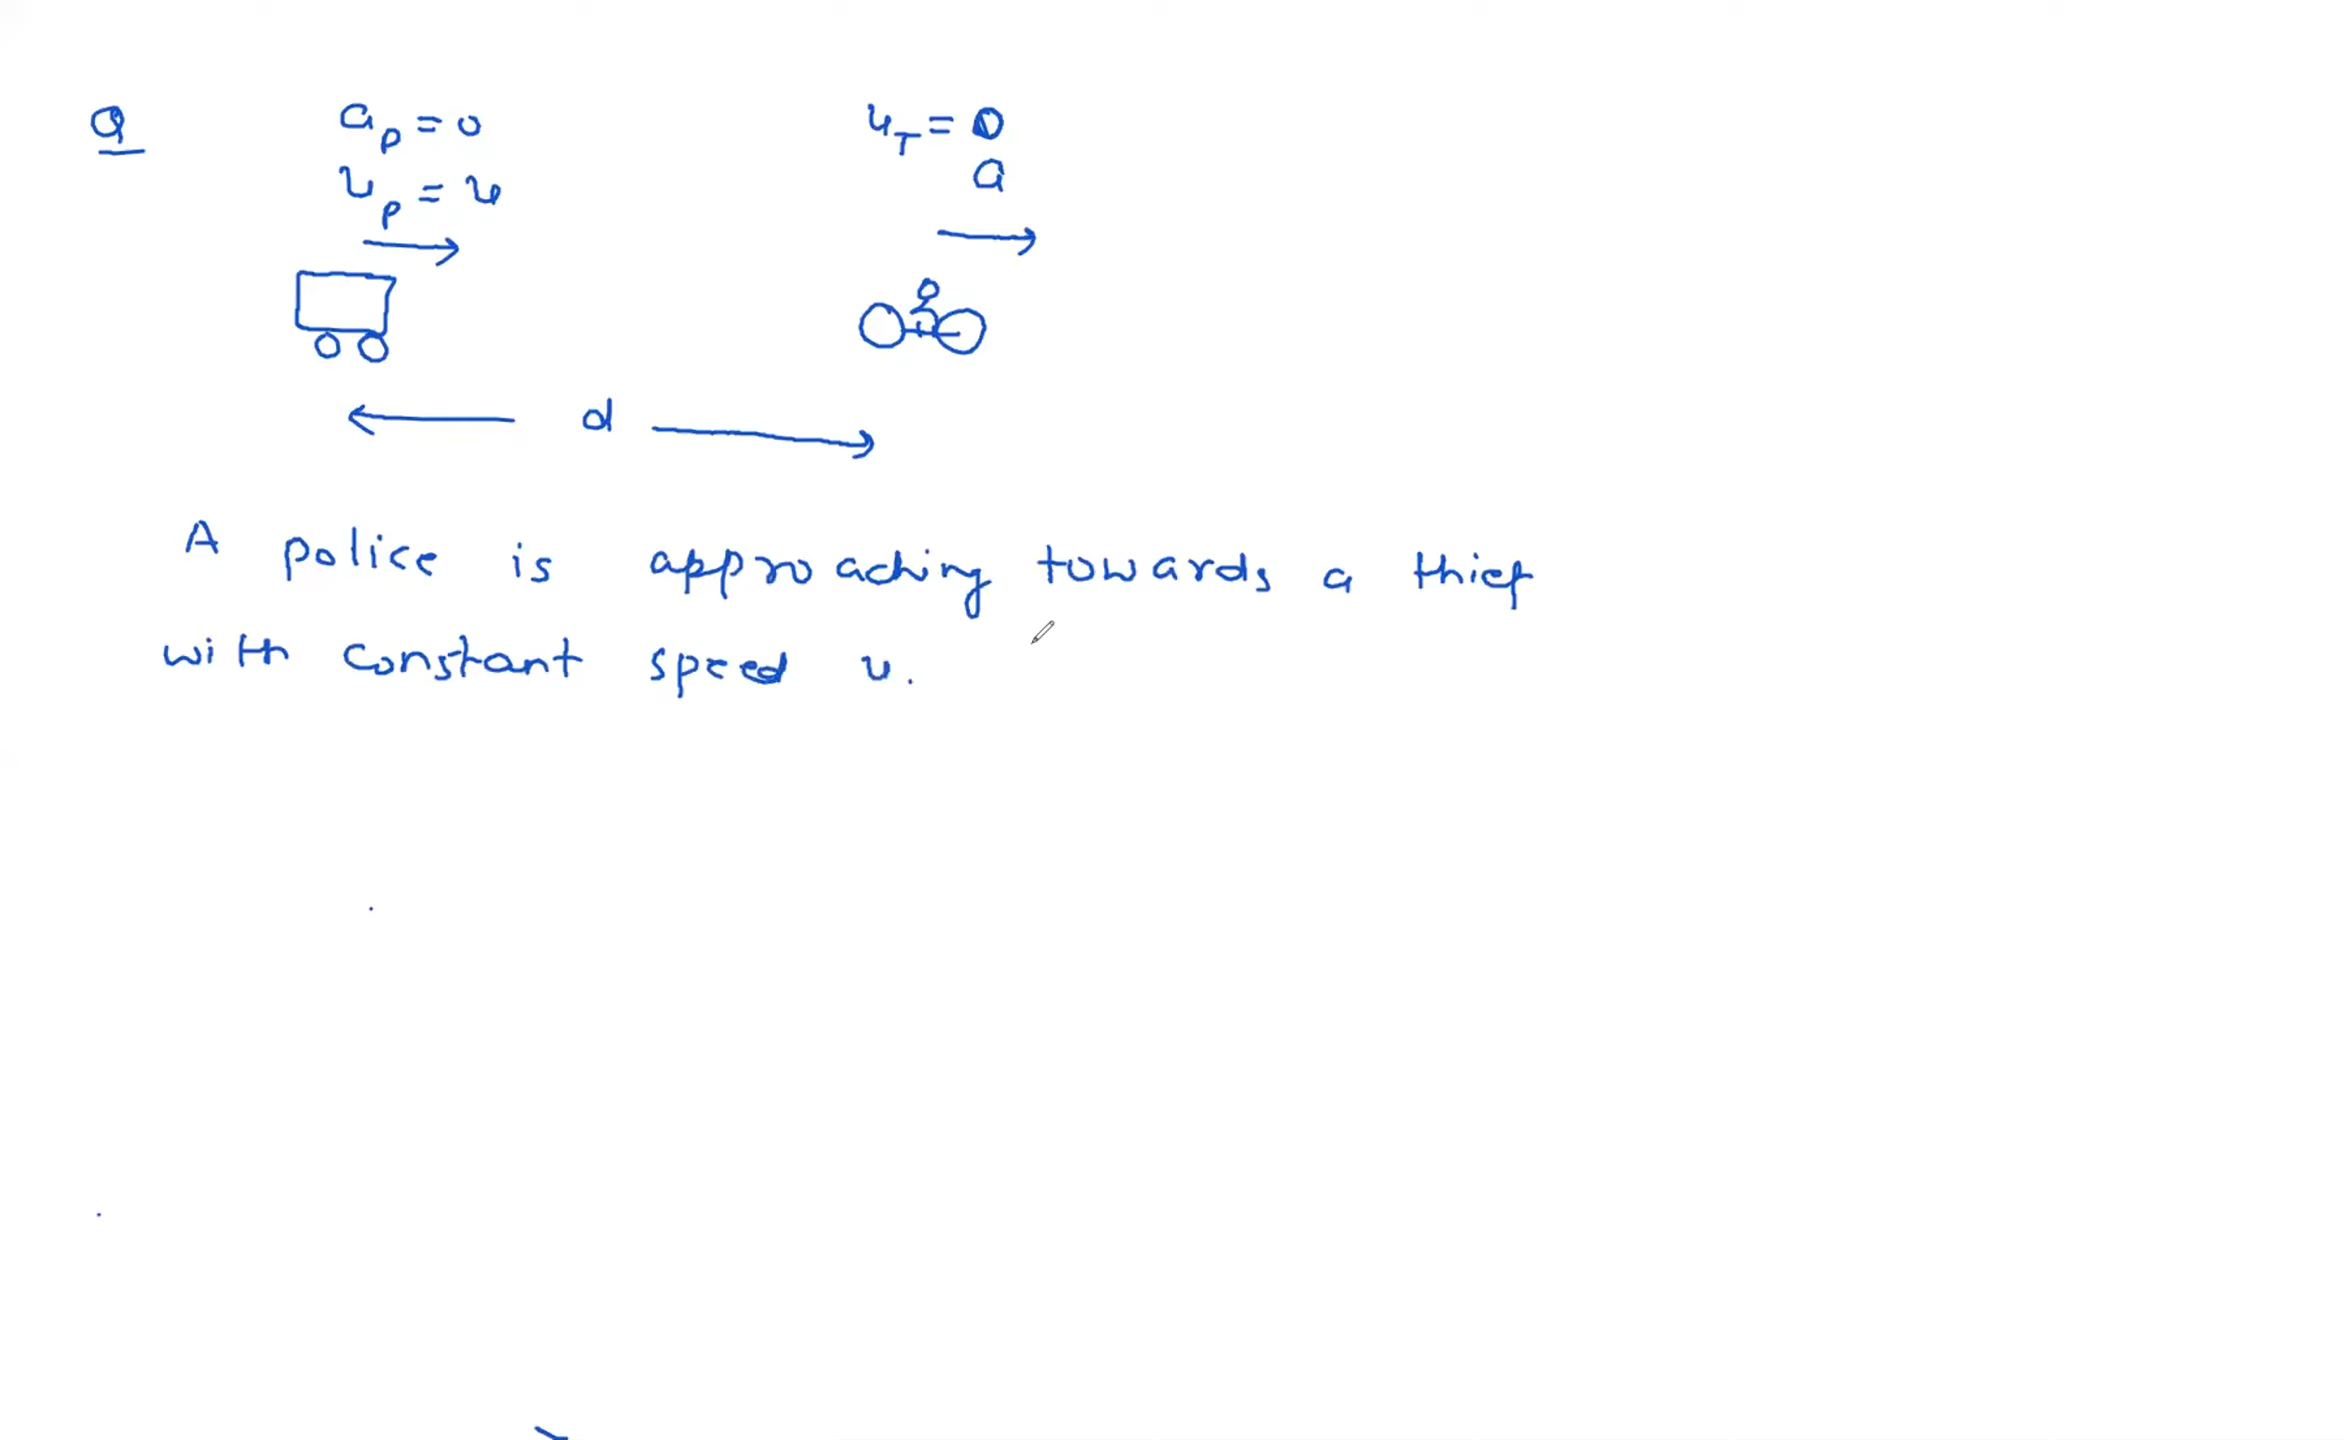 Q a_p = 0 u_T = 0
v_p = v a
d
A police is approaching towards a thief
with constant speed v.